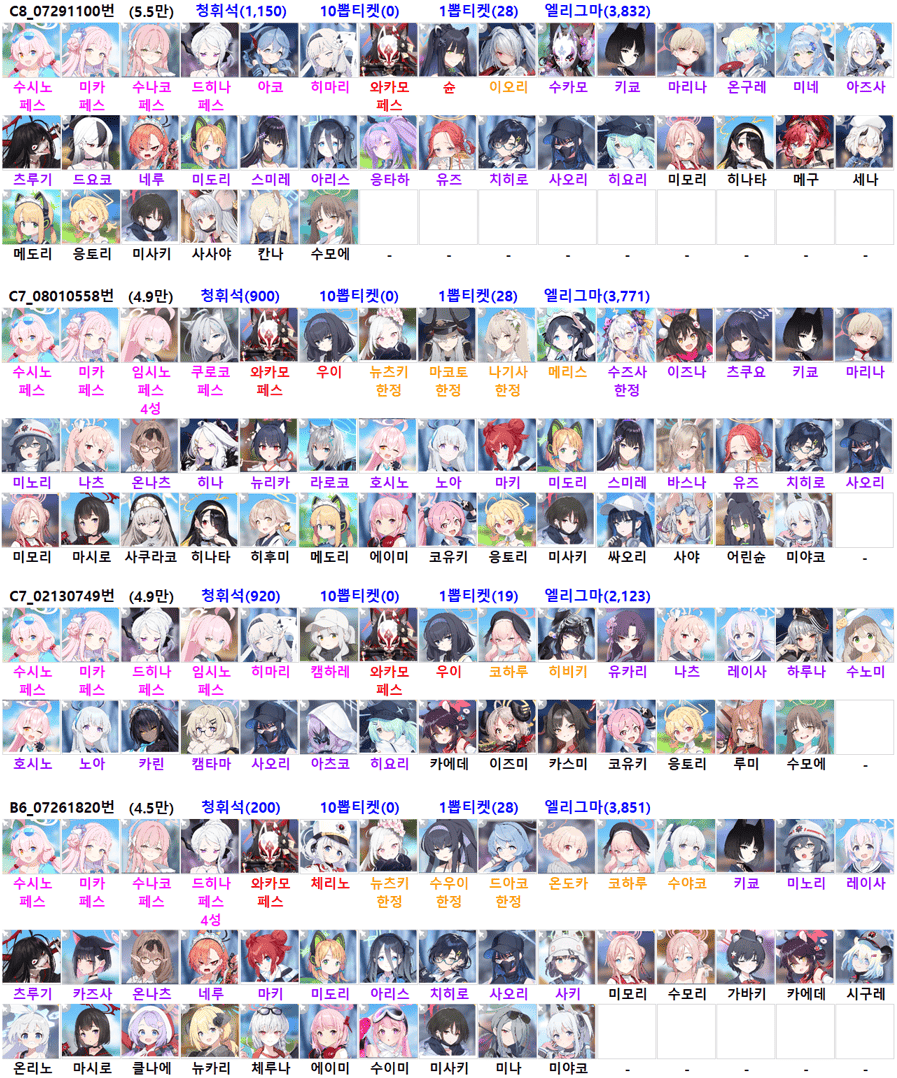 C8_07291100번 (5.5만) 청휘석(1,150) 10뽑티켓(0) 1뽑티켓(28) 엘리그마(3,832)
수시노 미카 수나코 드히나 아코 히마리 와카모 슌 이오리 수카모 키쿄 마리나 온구레 미네 아즈사
페스 페스 페스 페스 페스
츠루기 드요코 네루 미도리 스미레 아리스 응타하 유즈 치히로 사오리 히요리 미모리 히나타 메구 세나
메도리 응토리 미사키 사사야 칸나 수모에 - - - - - - - - -
C7_08010558번 (4.9만) 청휘석(900) 10뽑티켓(0) 1뽑티켓(28) 엘리그마(3,771)
수시노 미카 임시노 쿠로코 와카모 우이 뉴츠키 마코토 나기사 메리스 수즈사 이즈나 츠쿠요 키쿄 마리나
페스 페스 페스 페스 페스 한정 한정 한정 한정
4성
미노리 나츠 온나츠 히나 뉴리카 라로코 호시노 노아 마키 미도리 스미레 바스나 유즈 치히로 사오리
미모리 마시로 사쿠라코 히나타 히후미 메도리 에이미 코유키 응토리 미사키 싸오리 사야 어린슌 미야코 -
C7_02130749번 (4.9만) 청휘석(920) 10뽑티켓(0) 1뽑티켓(19) 엘리그마(2,123)
수시노 미카 드히나 임시노 히마리 캠하레 와카모 우이 코하루 히비키 유카리 나츠 레이사 하루나 수노미
페스 페스 페스 페스 페스
호시노 노아 카린 캠타마 사오리 아츠코 히요리 카에데 이즈미 카스미 코유키 응토리 루미 수모에 -
B6_07261820번 (4.5만) 청휘석(200) 10뽑티켓(0) 1뽑티켓(28) 엘리그마(3,851)
수시노 미카 수나코 드히나 와카모 체리노 뉴츠키 수우이 드아코 온도카 코하루 수야코 키쿄 미노리 레이사
페스 페스 페스 페스 페스 한정 한정 한정
4성
츠루기 카즈사 온나츠 네루 마키 미도리 아리스 치히로 사오리 사키 미모리 수모리 가바키 카에데 시구레
온리노 마시로 클나에 뉴카리 체루나 에이미 수이미 미사키 미나 미야코 - - - - -